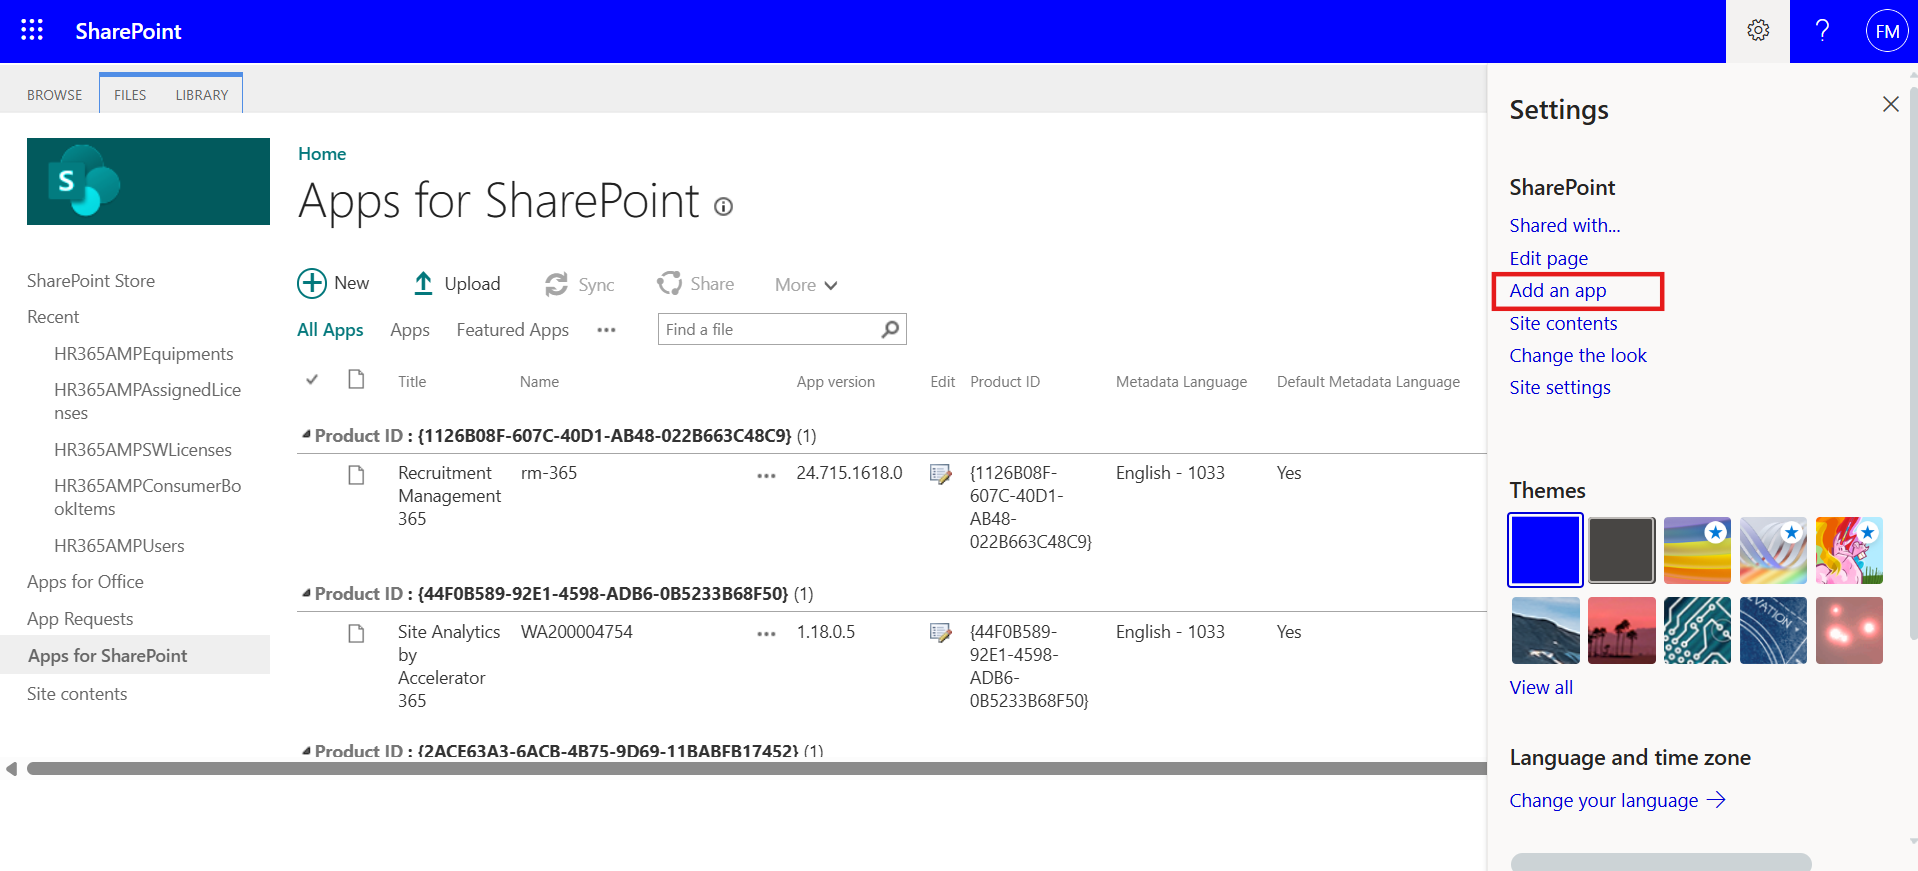 SharePoint
FM
BROWSE
FILES
LIBRARY
S
SharePoint Store
Recent
HR365AMPEquipments
HR365AMPAssignedLice
nses
HR365AMPSWLicenses
HR365AMPConsumerBo
okItems
HR365AMPUsers
Apps for Office
App Requests
Apps for SharePoint
Site contents
Home
Apps for SharePoint
New
Upload
Sync
Share
More
All Apps
Apps
Featured Apps
Find a file
Title
Name
App version
Edit
Product ID
Metadata Language
Default Metadata Language
Product ID : {1126B08F-607C-40D1-AB48-022B663C48C9} (1)
Recruitment
Management
365
rm-365
24.715.1618.0
{1126B08F-
607C-40D1-
AB48-
022B663C48C9}
English - 1033
Yes
Product ID : {44F0B589-92E1-4598-ADB6-0B5233B68F50} (1)
Site Analytics
by
Accelerator
365
WA200004754
1.18.0.5
{44F0B589-
92E1-4598-
ADB6-
0B5233B68F50}
English - 1033
Yes
Product ID : {2ACE63A3-6ACB-4B75-9D69-11BABFB17452} (1)
Settings
SharePoint
Shared with...
Edit page
Add an app
Site contents
Change the look
Site settings
Themes
View all
Language and time zone
Change your language